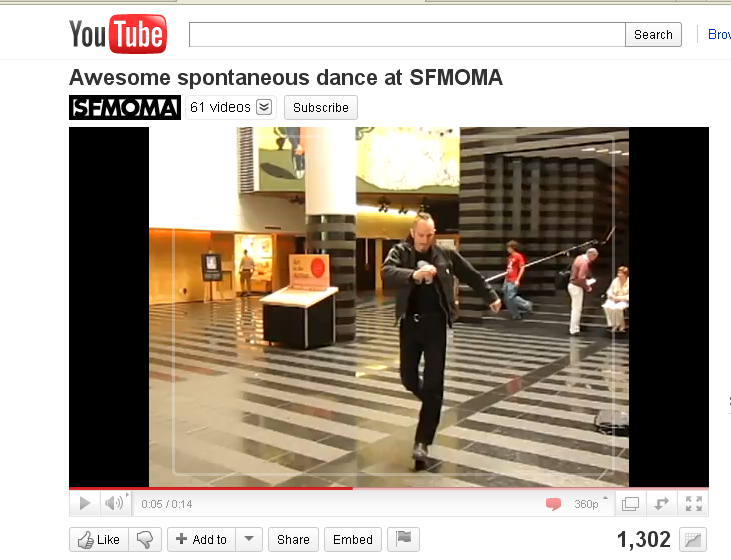 YouTube
Search
Brov
Awesome spontaneous dance at SFMOMA
SFMOMA 61 videos Subscribe
0:05 / 0:14 360p
Like Add to Share Embed 1,302